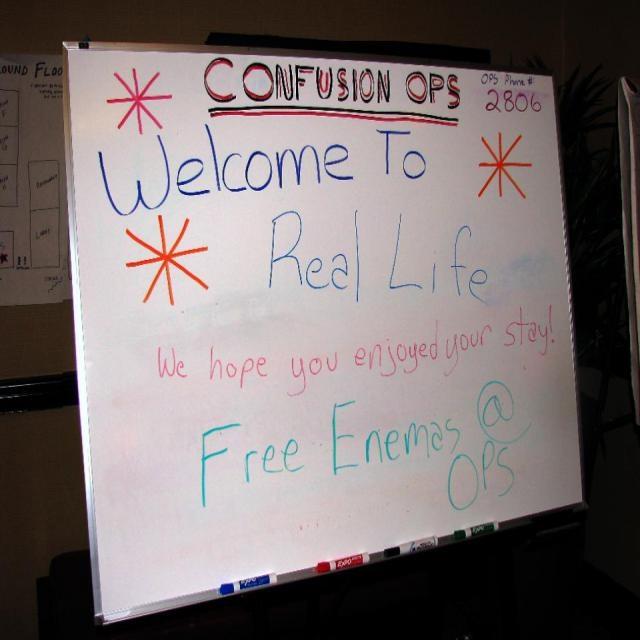 CONFUSION OPS
OPS Phone #
2806
Welcome To
Real Life
We hope you enjoyed your stay!
Free Enemas @
OPS
OUND FLOO
EXPO